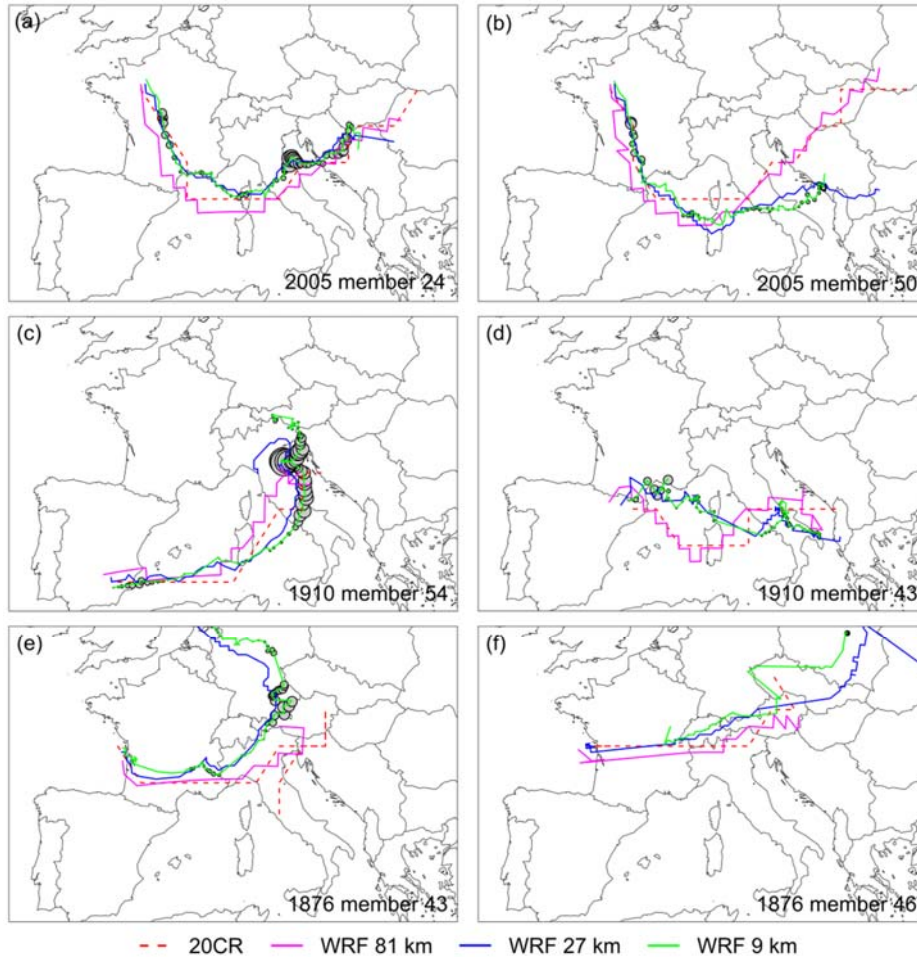 (a)
(b)
2005 member 24
2005 member 50
(c)
(d)
1910 member 54
1910 member 43
(e)
(f)
1876 member 43
1876 member 46
20CR WRF 81 km WRF 27 km WRF 9 km